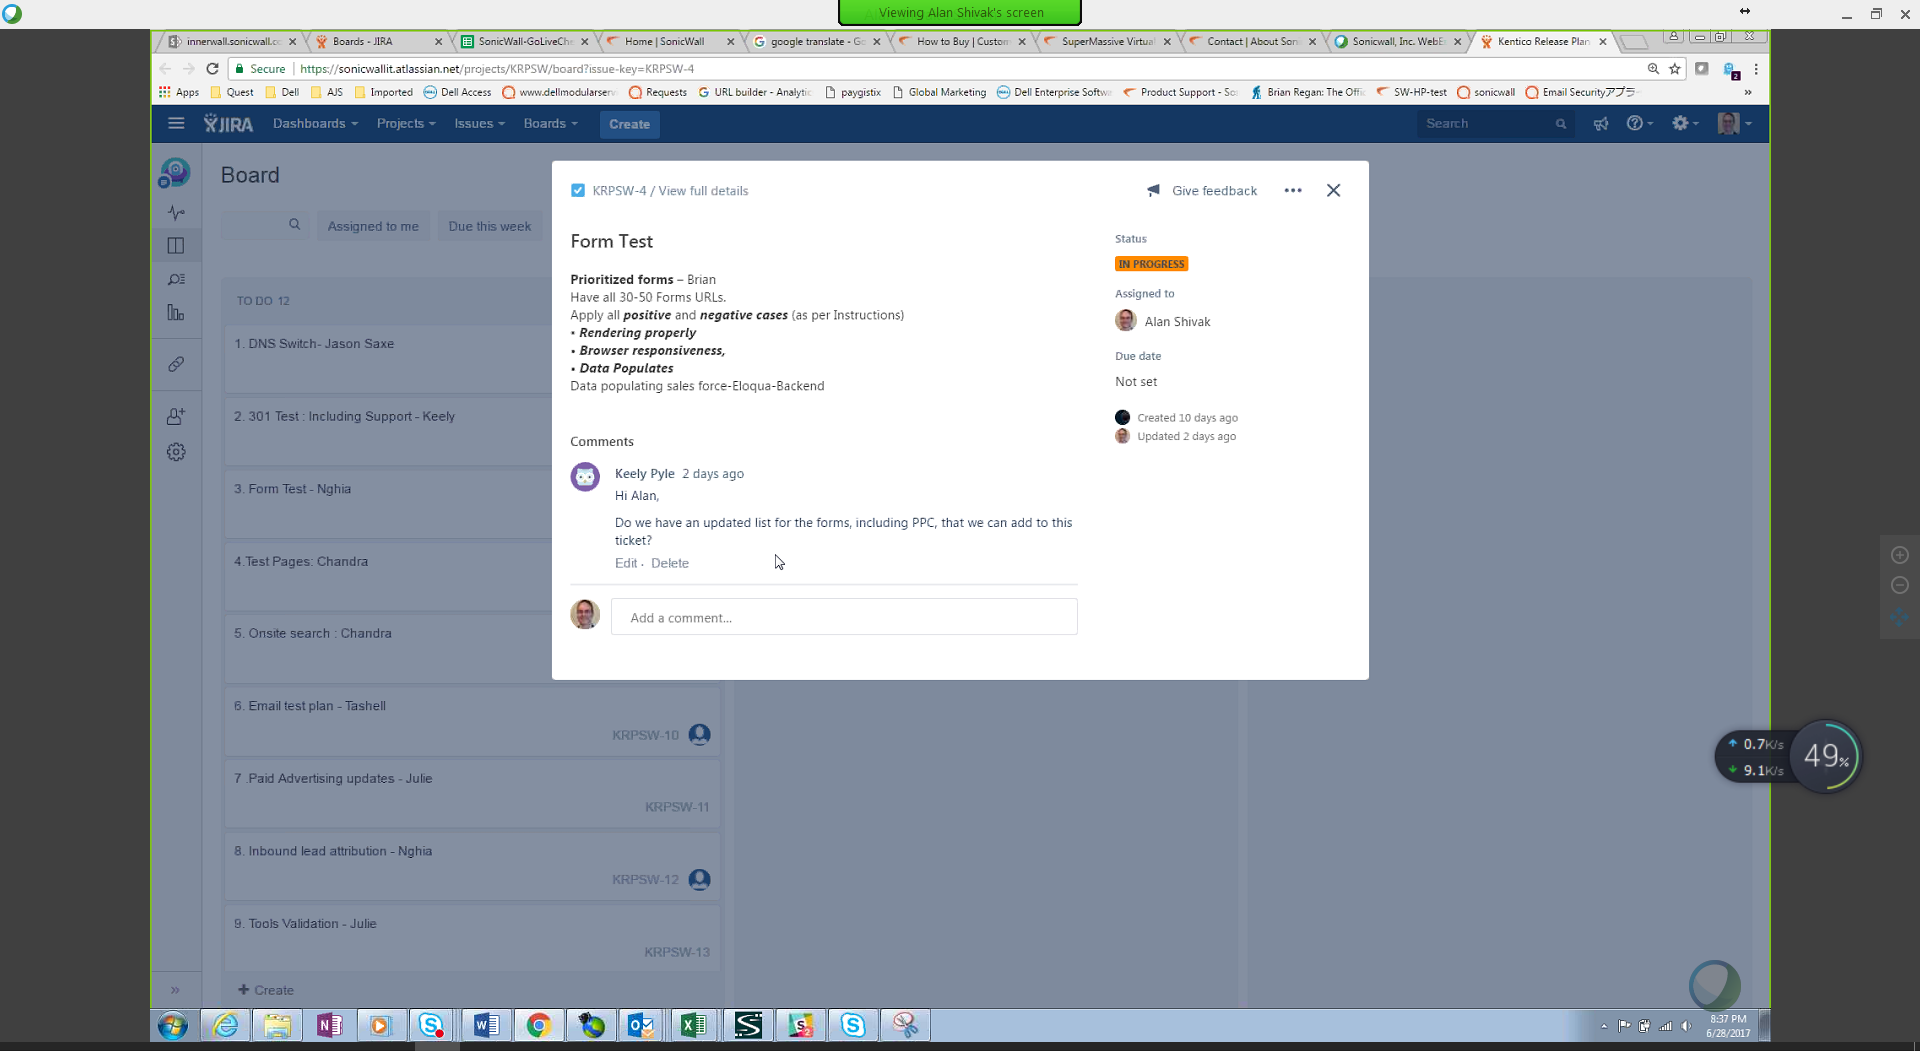 Viewing Alan Shivak's screen
innerwall.sonicwall.c
Boards - JIRA
SonicWall-GoLiveChe
Home | SonicWall
google translate - Go
How to Buy | Custom
SuperMassive Virtual
Contact | About Soni
Sonicwall, Inc. WebE
Kentico Release Plan
Secure
https://sonicwallit.atlassian.net/projects/KRPSW/board?issue-key=KRPSW-4
Apps
Quest
Dell
AJS
Imported
Dell Access
www.dellmodularserv
Requests
URL builder - Analytic
paygistix
Global Marketing
Dell Enterprise Softw
Product Support - So
Brian Regan: The Offic
SW-HP-test
sonicwall
Email Securityアプラ
JIRA
Dashboards
Projects
Issues
Boards
Create
Search
Board
Assigned to me
Due this week
TO DO 12
1. DNS Switch- Jason Saxe
2. 301 Test : Including Support - Keely
3. Form Test - Nghia
4.Test Pages: Chandra
5. Onsite search : Chandra
6. Email test plan - Tashell
KRPSW-10
7 .Paid Advertising updates - Julie
KRPSW-11
8. Inbound lead attribution - Nghia
KRPSW-12
9. Tools Validation - Julie
KRPSW-13
+ Create
KRPSW-4 / View full details
Give feedback
Form Test
Prioritized forms – Brian
Have all 30-50 Forms URLs.
Apply all positive and negative cases (as per Instructions)
• Rendering properly
• Browser responsiveness,
• Data Populates
Data populating sales force-Eloqua-Backend
Comments
Keely Pyle 2 days ago
Hi Alan,
Do we have an updated list for the forms, including PPC, that we can add to this
ticket?
Edit · Delete
Add a comment...
Status
IN PROGRESS
Assigned to
Alan Shivak
Due date
Not set
Created 10 days ago
Updated 2 days ago
0.7K/s
9.1K/s
49%
8:37 PM
6/28/2017